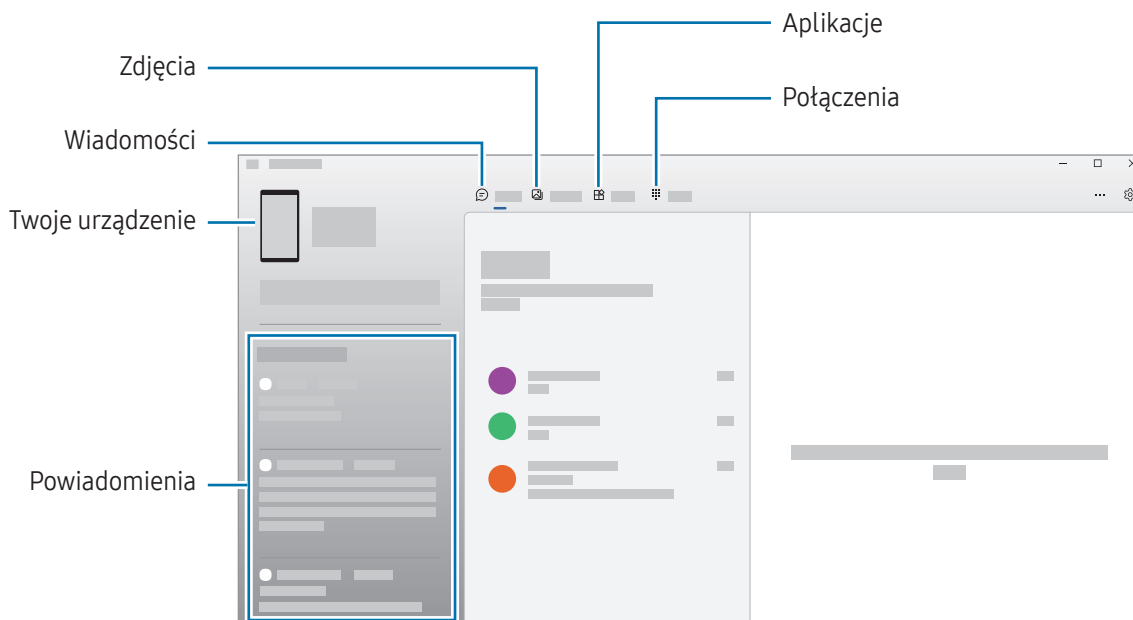 Aplikacje
Zdjęcia
Połączenia
Wiadomości
Twoje urządzenie
Powiadomienia